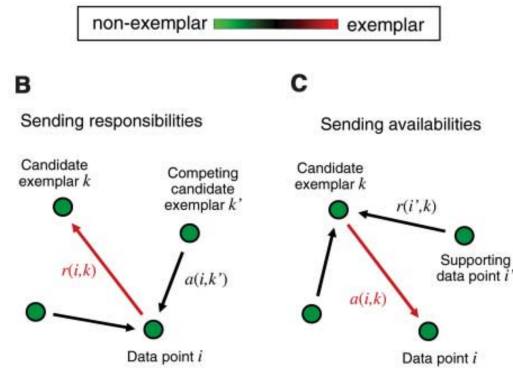 non-exemplar exemplar
B
Sending responsibilities
Candidate
exemplar k
Competing
candidate
exemplar k'
r(i,k)
a(i,k')
Data point i
C
Sending availabilities
Candidate
exemplar k
r(i',k)
Supporting
data point i'
a(i,k)
Data point i